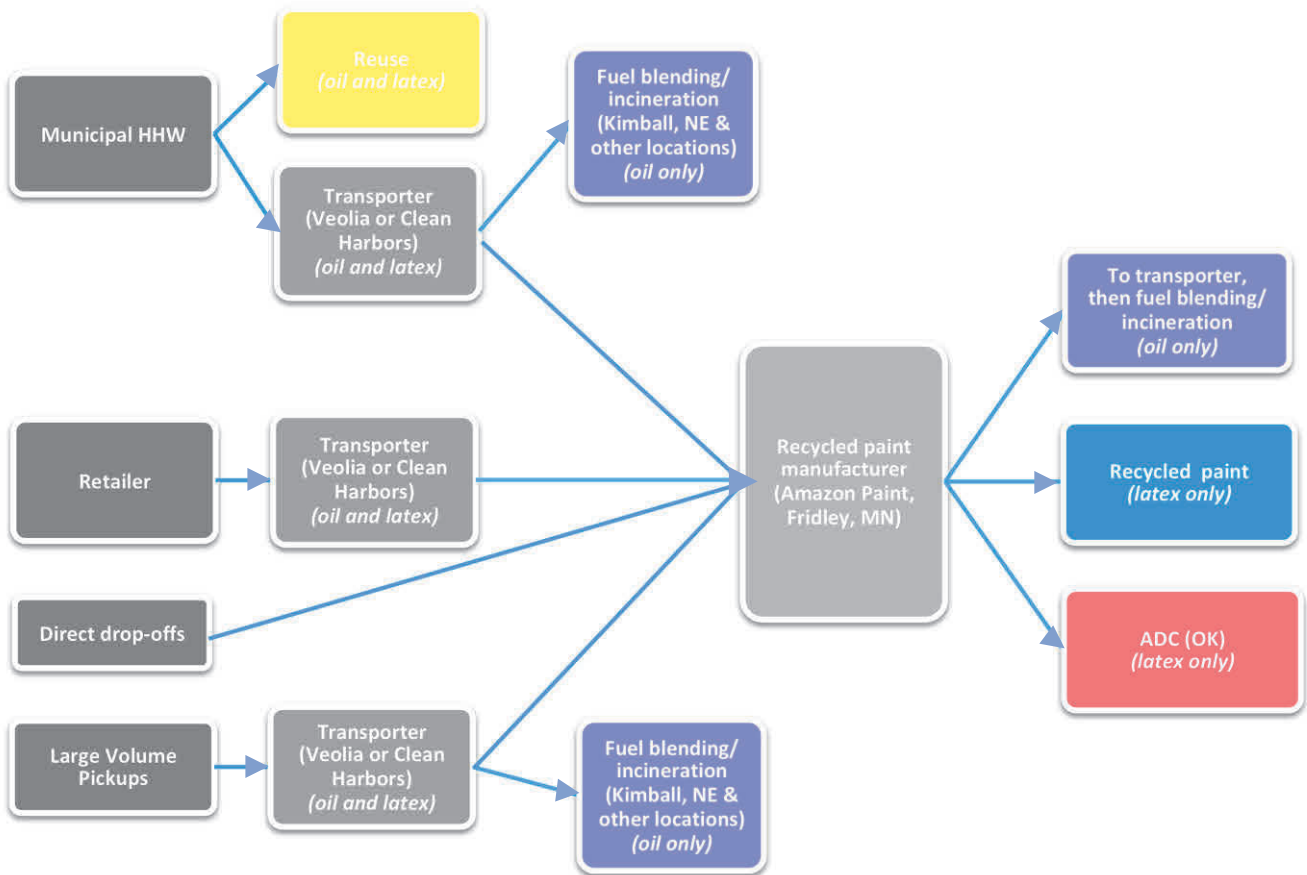 Reuse
(oil and latex)
Municipal HHW
Fuel blending/
incineration
(Kimball, NE &
other locations)
(oil only)
Transporter
(Veolia or Clean
Harbors)
(oil and latex)
To transporter,
then fuel blending/
incineration
(oil only)
Retailer
Transporter
(Veolia or Clean
Harbors)
(oil and latex)
Recycled paint
manufacturer
(Amazon Paint,
Fridley, MN)
Recycled paint
(latex only)
Direct drop-offs
ADC (OK)
(latex only)
Large Volume
Pickups
Transporter
(Veolia or Clean
Harbors)
(oil and latex)
Fuel blending/
incineration
(Kimball, NE &
other locations)
(oil only)